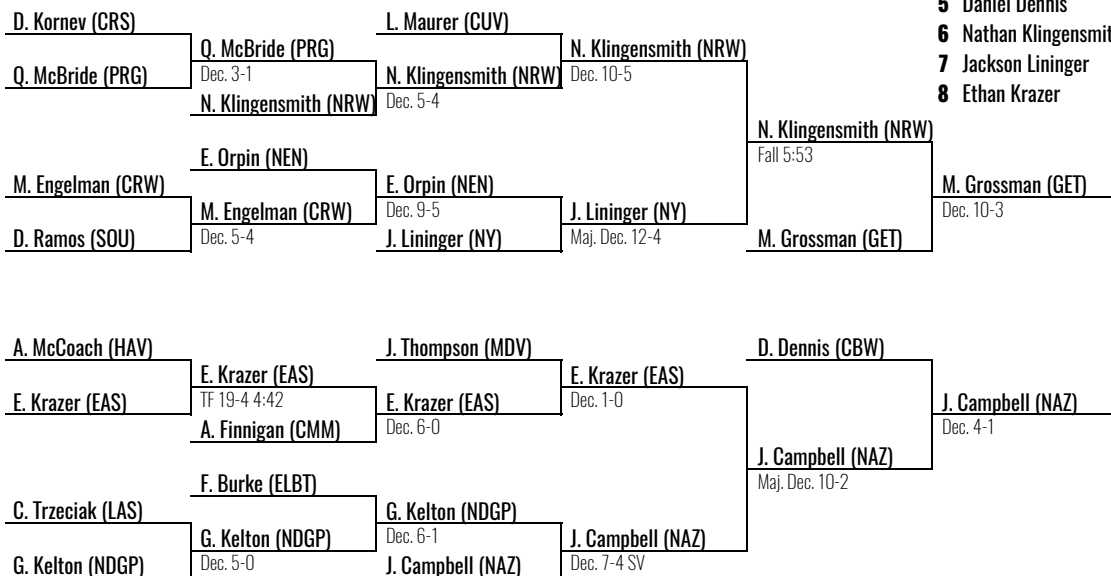 5 Daniel Dennis
6 Nathan Klingensmit
7 Jackson Lininger
8 Ethan Krazer
D. Kornev (CRS)
Q. McBride (PRG)
Q. McBride (PRG)
Dec. 3-1
N. Klingensmith (NRW)
L. Maurer (CUV)
N. Klingensmith (NRW)
Dec. 5-4
N. Klingensmith (NRW)
Dec. 10-5
E. Orpin (NEN)
M. Engelman (CRW)
D. Ramos (SOU)
M. Engelman (CRW)
Dec. 5-4
E. Orpin (NEN)
Dec. 9-5
J. Lininger (NY)
J. Lininger (NY)
Maj. Dec. 12-4
N. Klingensmith (NRW)
Fall 5:53
M. Grossman (GET)
M. Grossman (GET)
Dec. 10-3
A. McCoach (HAV)
E. Krazer (EAS)
E. Krazer (EAS)
TF 19-4 4:42
A. Finnigan (CMM)
J. Thompson (MDV)
E. Krazer (EAS)
Dec. 6-0
E. Krazer (EAS)
Dec. 1-0
F. Burke (ELBT)
C. Trzeciak (LAS)
G. Kelton (NDGP)
G. Kelton (NDGP)
Dec. 5-0
G. Kelton (NDGP)
Dec. 6-1
J. Campbell (NAZ)
J. Campbell (NAZ)
Dec. 7-4 SV
D. Dennis (CBW)
J. Campbell (NAZ)
Maj. Dec. 10-2
J. Campbell (NAZ)
Dec. 4-1